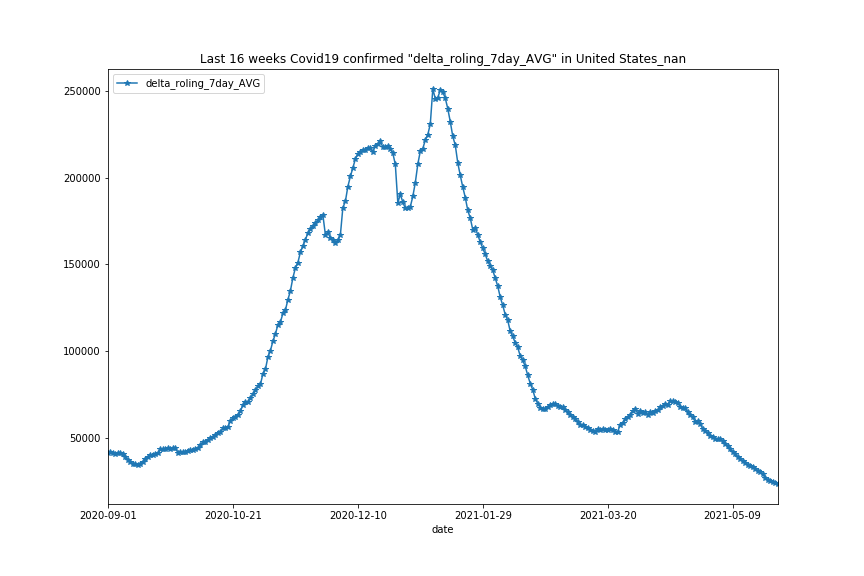 Last 16 weeks Covid19 confirmed "delta_roling_7day_AVG" in United States_nan
delta_roling_7day_AVG
250000
200000
150000
100000
50000
2020-09-01 2020-10-21 2020-12-10 2021-01-29 2021-03-20 2021-05-09
date